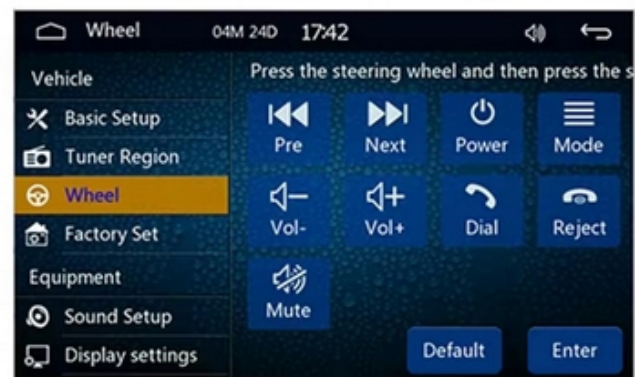 Wheel 04M 24D 17:42
Vehicle
Basic Setup
Tuner Region
Wheel
Factory Set
Equipment
Sound Setup
Display settings
Press the steering wheel and then press the s
Pre Next Power Mode
Vol- Vol+ Dial Reject
Mute
Default Enter